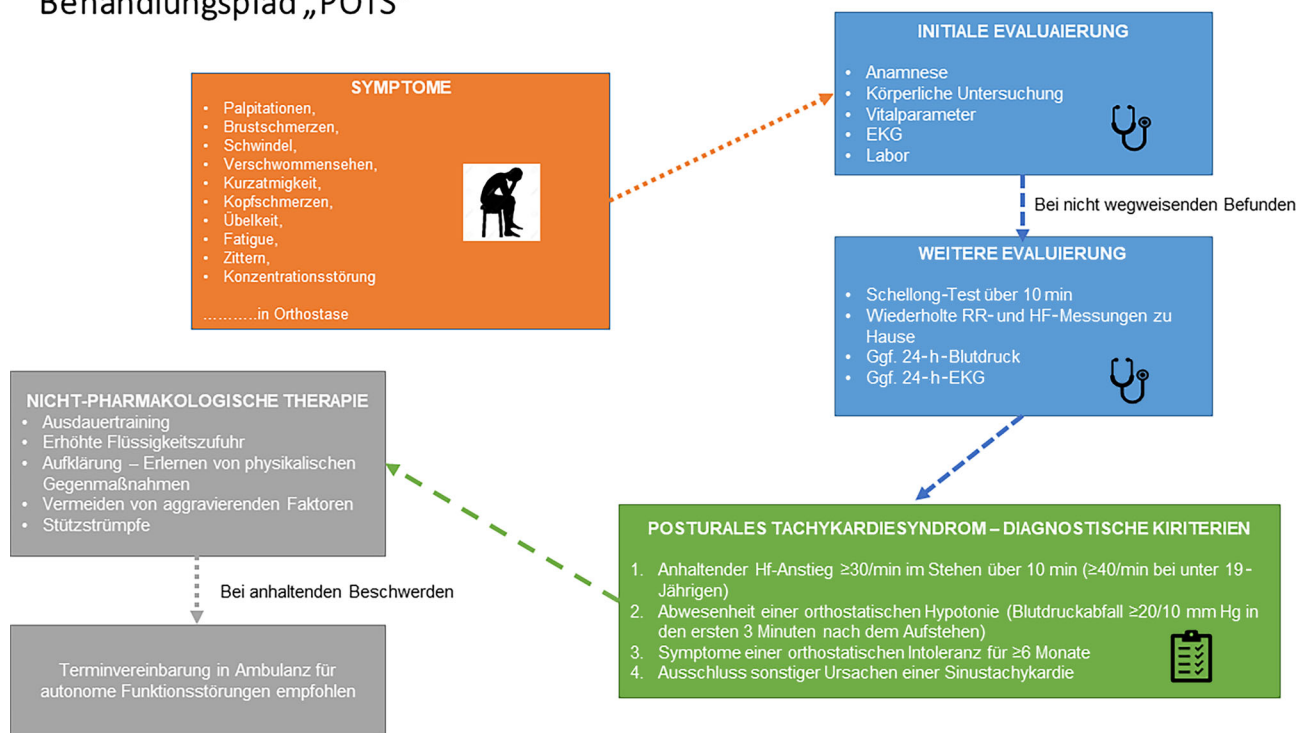 Behandlungspfad „POTS
SYMPTOME
• Palpitationen,
• Brustschmerzen,
• Schwindel,
• Verschwommensehen,
• Kurzatmigkeit,
• Kopfschmerzen,
• Übelkeit,
• Fatigue,
• Zittern,
• Konzentrationsstörung
………..in Orthostase
INITIALE EVALUAIERUNG
• Anamnese
• Körperliche Untersuchung
• Vitalparameter
• EKG
• Labor
Bei nicht wegweisenden Befunden
WEITERE EVALUIERUNG
• Schellong-Test über 10 min
• Wiederholte RR- und HF-Messungen zu
Hause
• Ggf. 24-h-Blutdruck
• Ggf. 24-h-EKG
POSTURALES TACHYKARDIESYNDROM – DIAGNOSTISCHE KIRITERIEN
1. Anhaltender Hf-Anstieg ≥30/min im Stehen über 10 min (≥40/min bei unter 19-
Jährigen)
2. Abwesenheit einer orthostatischen Hypotonie (Blutdruckabfall ≥20/10 mm Hg in
den ersten 3 Minuten nach dem Aufstehen)
3. Symptome einer orthostatischen Intoleranz für ≥6 Monate
4. Ausschluss sonstiger Ursachen einer Sinustachykardie
NICHT-PHARMAKOLOGISCHE THERAPIE
• Ausdauertraining
• Erhöhte Flüssigkeitszufuhr
• Aufklärung – Erlernen von physikalischen
Gegenmaßnahmen
• Vermeiden von aggravierenden Faktoren
• Stützstrümpfe
Bei anhaltenden Beschwerden
Terminvereinbarung in Ambulanz für
autonome Funktionsstörungen empfohlen